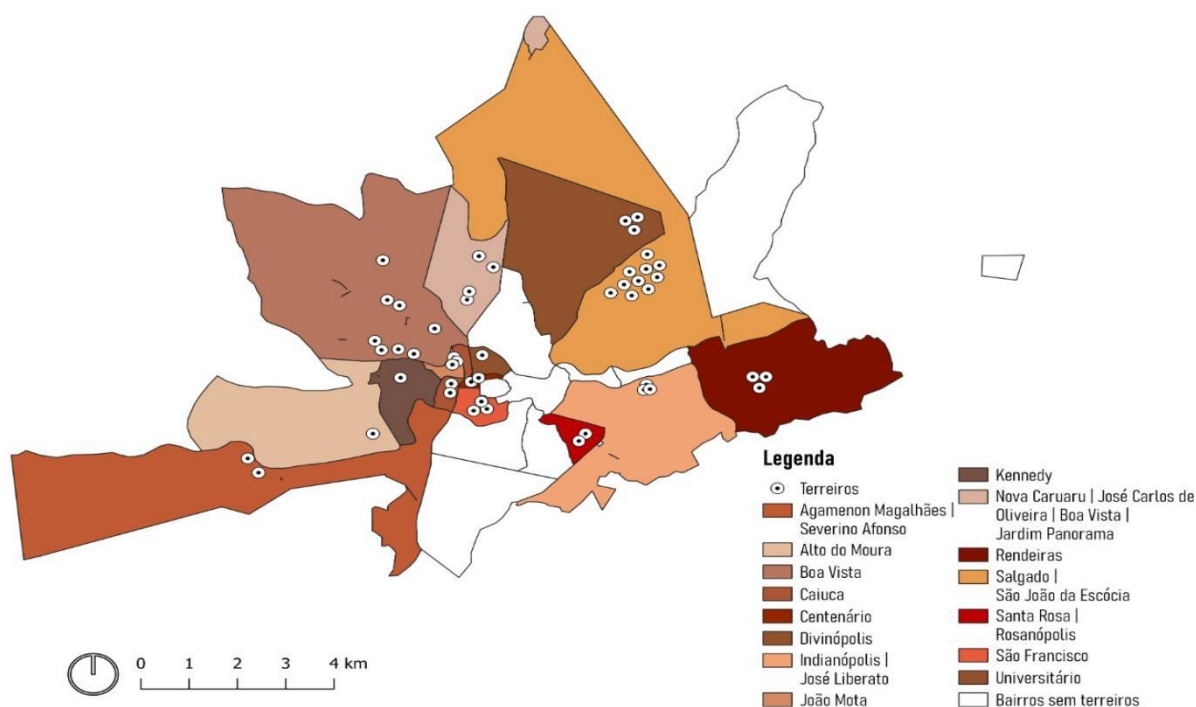 Legenda
Terreiros
Agamenon Magalhães |
Severino Afonso
Alto do Moura
Boa Vista
Caiuca
Centenário
Divinópolis
Indianópolis |
José Liberato
João Mota
Kennedy
Nova Caruaru | José Carlos de
Oliveira | Boa Vista |
Jardim Panorama
Rendeiras
Salgado |
São João da Escócia
Santa Rosa |
Rosanópolis
São Francisco
Universitário
Bairros sem terreiros
0 1 2 3 4 km